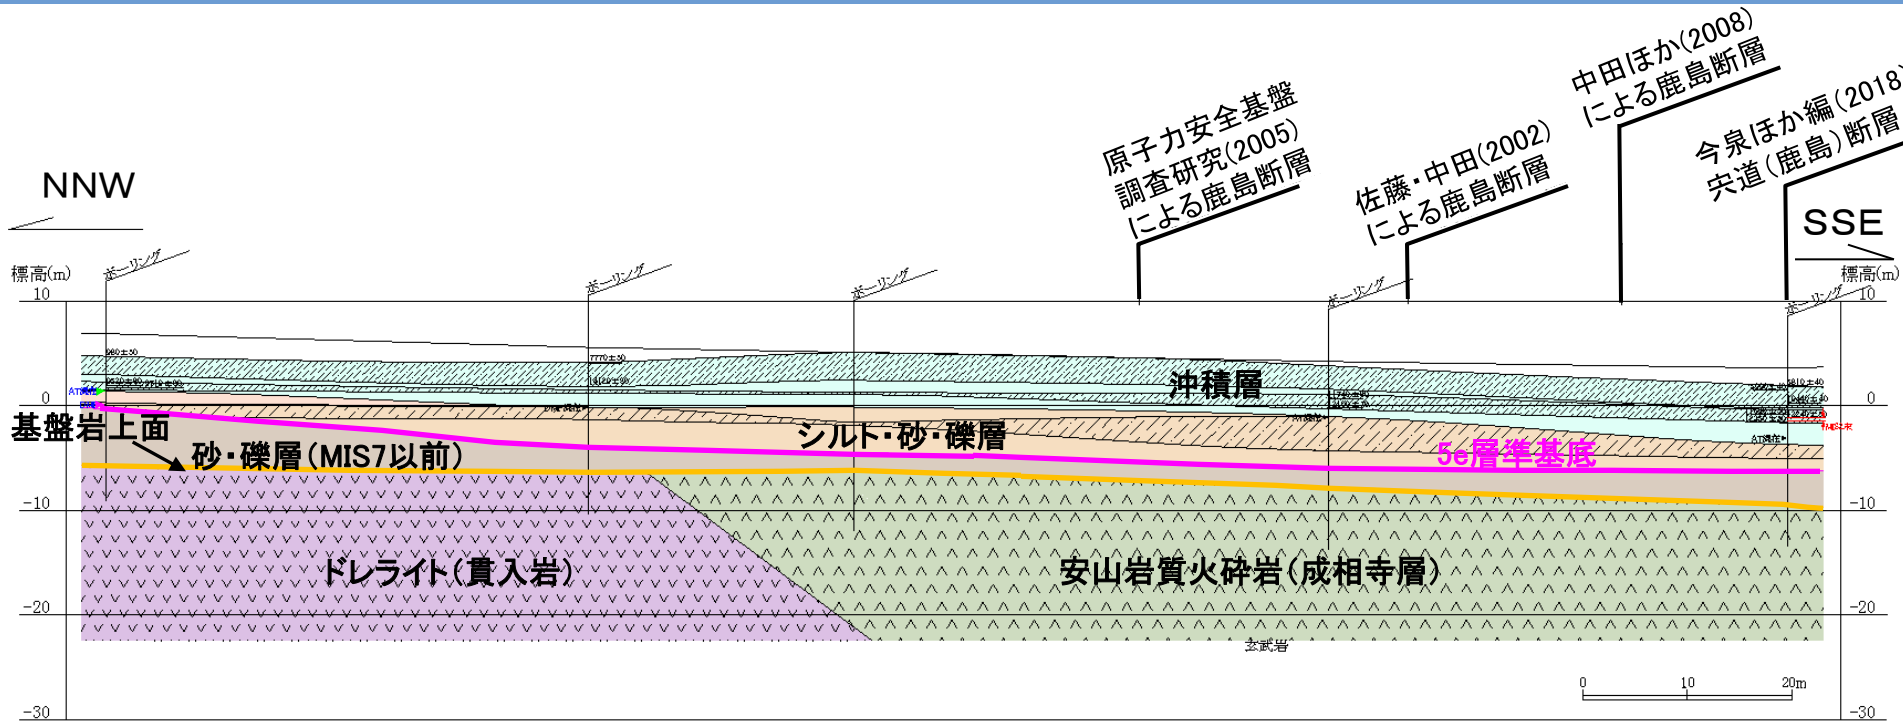 NNW
原子力安全基盤
調査研究(2005)
による鹿島断層
佐藤・中田(2002)
による鹿島断層
中田ほか(2008)
による鹿島断層
今泉ほか編(2018)
宍道(鹿島)断層
SSE
標高(m)
標高(m)
ボーリング
ボーリング
ボーリング
ボーリング
ボーリング
10
10
7770±50
沖積層
0
0
基盤岩上面
砂・礫層(MIS7以前)
シルト・砂・礫層
5e層準基底
-10
-10
ドレライト(貫入岩)
安山岩質火砕岩(成相寺層)
-20
-20
玄武岩
0 10 20m
-30
-30